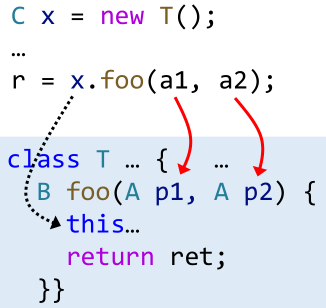 C x = new T();
…
r = x.foo(a1, a2);
class T … { …
B foo(A p1, A p2) {
this…
return ret;
}}